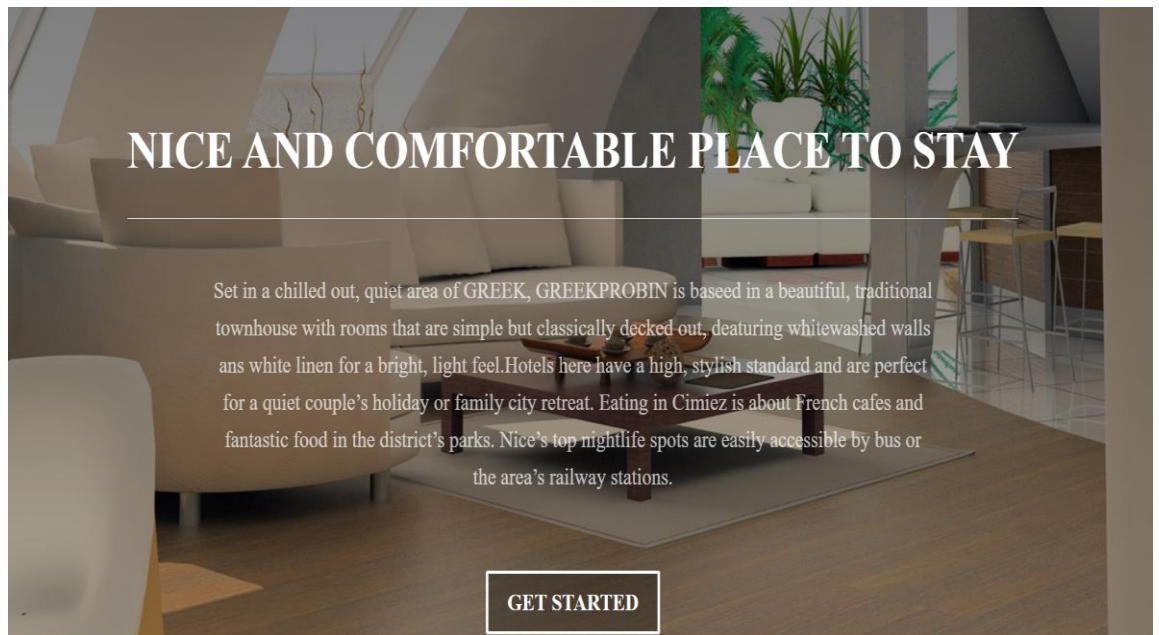 NICE AND COMFORTABLE PLACE TO STAY
Set in a chilled out, quiet area of GREEK, GREEKPROBIN is baseed in a beautiful, traditional
townhouse with rooms that are simple but classically decked out, deaturing whitewashed walls
ans white linen for a bright, light feel.Hotels here have a high, stylish standard and are perfect
for a quiet couple’s holiday or family city retreat. Eating in Cimiez is about French cafes and
fantastic food in the district’s parks. Nice’s top nightlife spots are easily accessible by bus or
the area’s railway stations.
GET STARTED